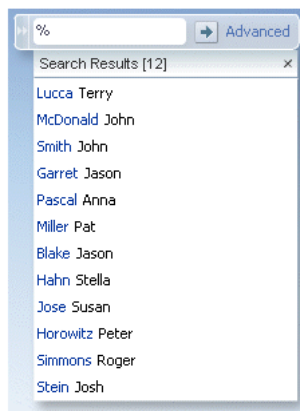 % Advanced
Search Results [12] ×
Lucca Terry
McDonald John
Smith John
Garret Jason
Pascal Anna
Miller Pat
Blake Jason
Hahn Stella
Jose Susan
Horowitz Peter
Simmons Roger
Stein Josh